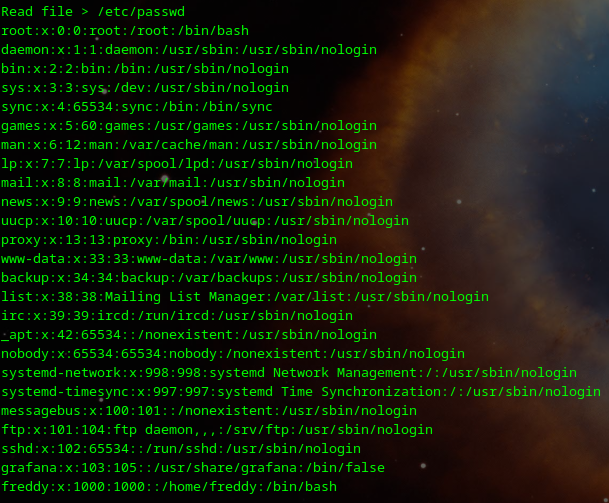 Read file > /etc/passwd
root:x:0:0:root:/root:/bin/bash
daemon:x:1:1:daemon:/usr/sbin:/usr/sbin/nologin
bin:x:2:2:bin:/bin:/usr/sbin/nologin
sys:x:3:3:sys:/dev:/usr/sbin/nologin
sync:x:4:65534:sync:/bin:/bin/sync
games:x:5:60:games:/usr/games:/usr/sbin/nologin
man:x:6:12:man:/var/cache/man:/usr/sbin/nologin
lp:x:7:7:lp:/var/spool/lpd:/usr/sbin/nologin
mail:x:8:8:mail:/var/mail:/usr/sbin/nologin
news:x:9:9:news:/var/spool/news:/usr/sbin/nologin
uucp:x:10:10:uucp:/var/spool/uucp:/usr/sbin/nologin
proxy:x:13:13:proxy:/bin:/usr/sbin/nologin
www-data:x:33:33:www-data:/var/www:/usr/sbin/nologin
backup:x:34:34:backup:/var/backups:/usr/sbin/nologin
list:x:38:38:Mailing List Manager:/var/list:/usr/sbin/nologin
irc:x:39:39:ircd:/run/ircd:/usr/sbin/nologin
_apt:x:42:65534::/nonexistent:/usr/sbin/nologin
nobody:x:65534:65534:nobody:/nonexistent:/usr/sbin/nologin
systemd-network:x:998:998:systemd Network Management:/:/usr/sbin/nologin
systemd-timesync:x:997:997:systemd Time Synchronization:/:/usr/sbin/nologin
messagebus:x:100:101::/nonexistent:/usr/sbin/nologin
ftp:x:101:104:ftp daemon,,,:/srv/ftp:/usr/sbin/nologin
sshd:x:102:65534::/run/sshd:/usr/sbin/nologin
grafana:x:103:105::/usr/share/grafana:/bin/false
freddy:x:1000:1000::/home/freddy:/bin/bash